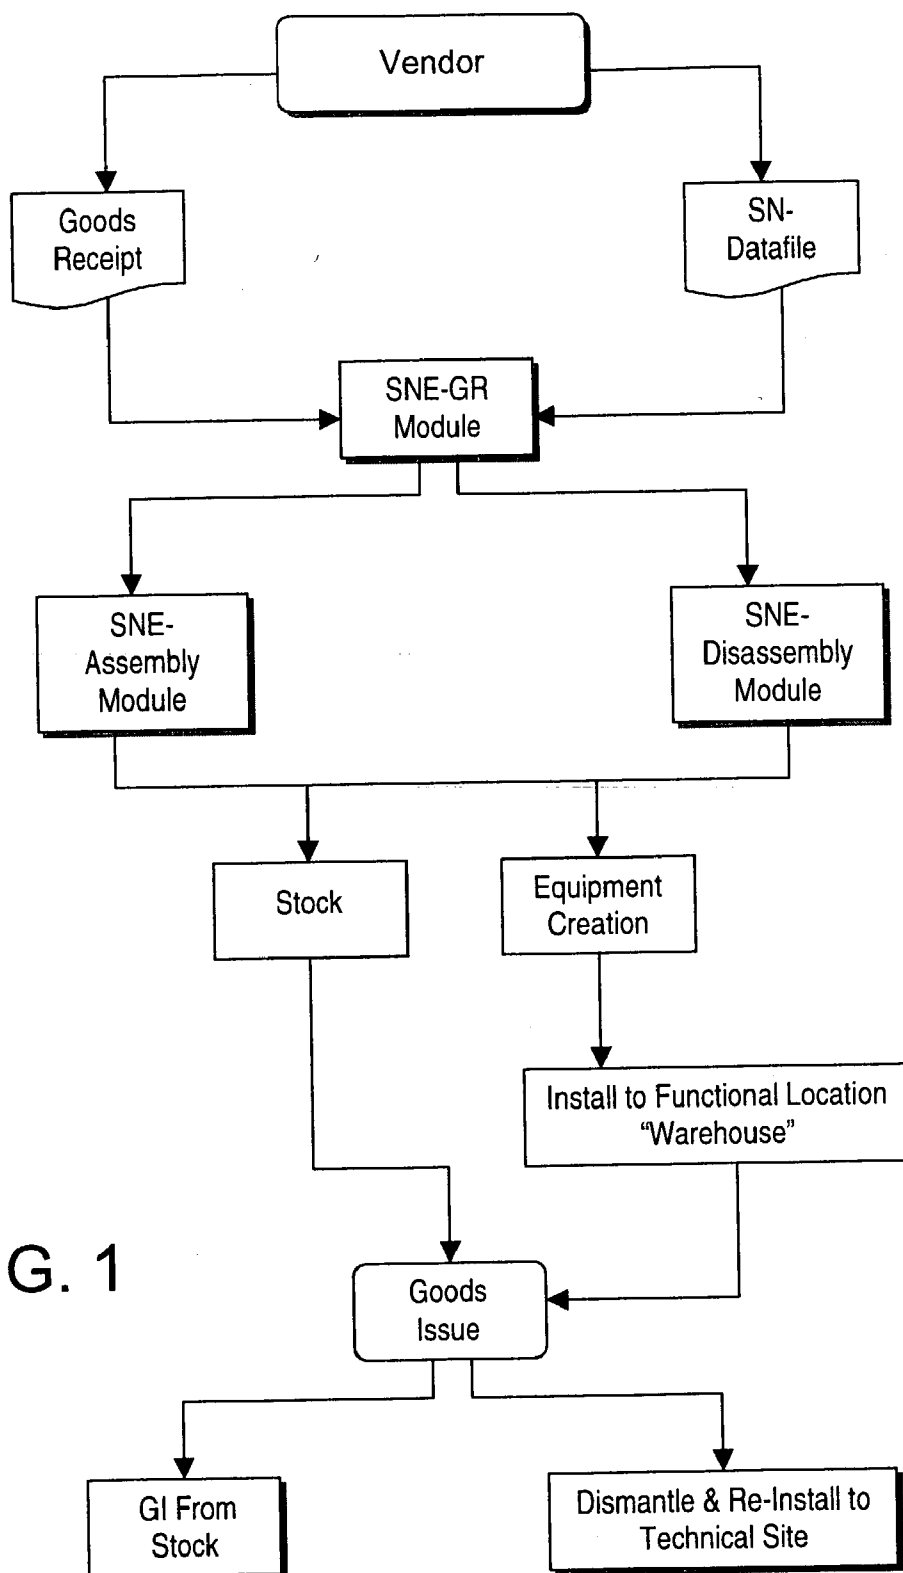 Vendor
Goods
Receipt
SN-
Datafile
SNE-GR
Module
SNE-
Assembly
Module
SNE-
Disassembly
Module
Stock
Equipment
Creation
Install to Functional Location
“Warehouse”
G. 1
Goods
Issue
GI From
Stock
Dismantle & Re-Install to
Technical Site